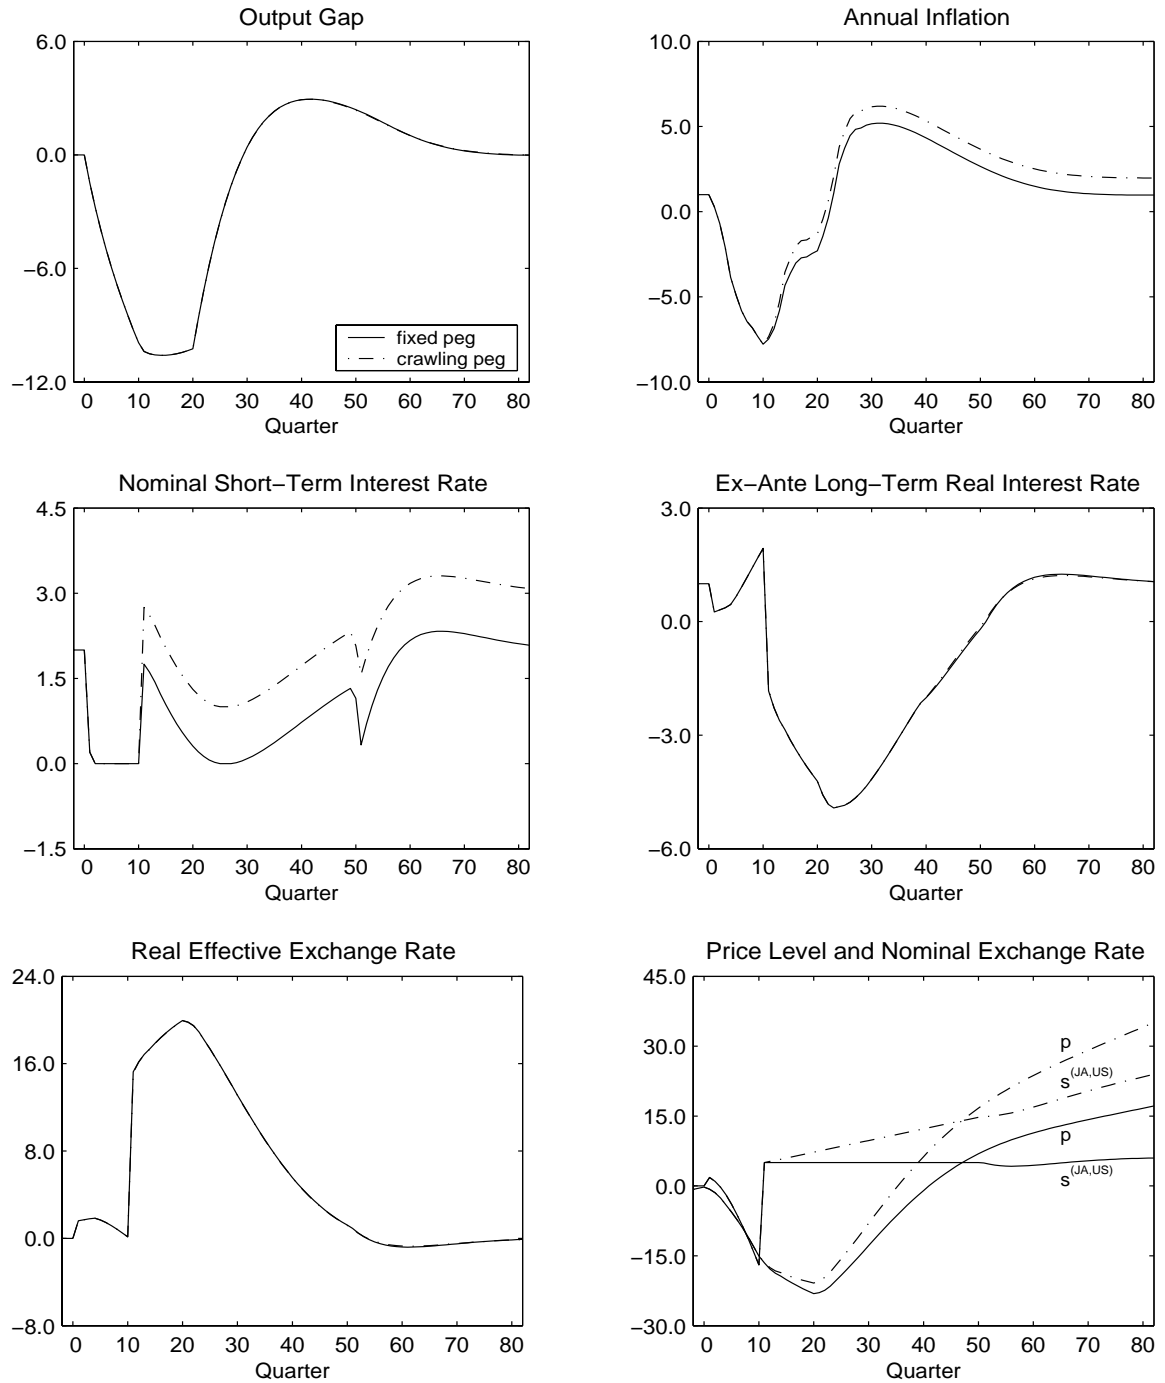 Output Gap
6.0
0.0
−6.0
−12.0
fixed peg
crawling peg
0 10 20 30 40 50 60 70 80
Quarter
Annual Inflation
10.0
5.0
0.0
−5.0
−10.0
0 10 20 30 40 50 60 70 80
Quarter
Nominal Short−Term Interest Rate
4.5
3.0
1.5
0.0
−1.5
0 10 20 30 40 50 60 70 80
Quarter
Ex−Ante Long−Term Real Interest Rate
3.0
0.0
−3.0
−6.0
0 10 20 30 40 50 60 70 80
Quarter
Real Effective Exchange Rate
24.0
16.0
8.0
0.0
−8.0
0 10 20 30 40 50 60 70 80
Quarter
Price Level and Nominal Exchange Rate
45.0
30.0
15.0
0.0
−15.0
−30.0
p
s(JA,US)
p
s(JA,US)
0 10 20 30 40 50 60 70 80
Quarter